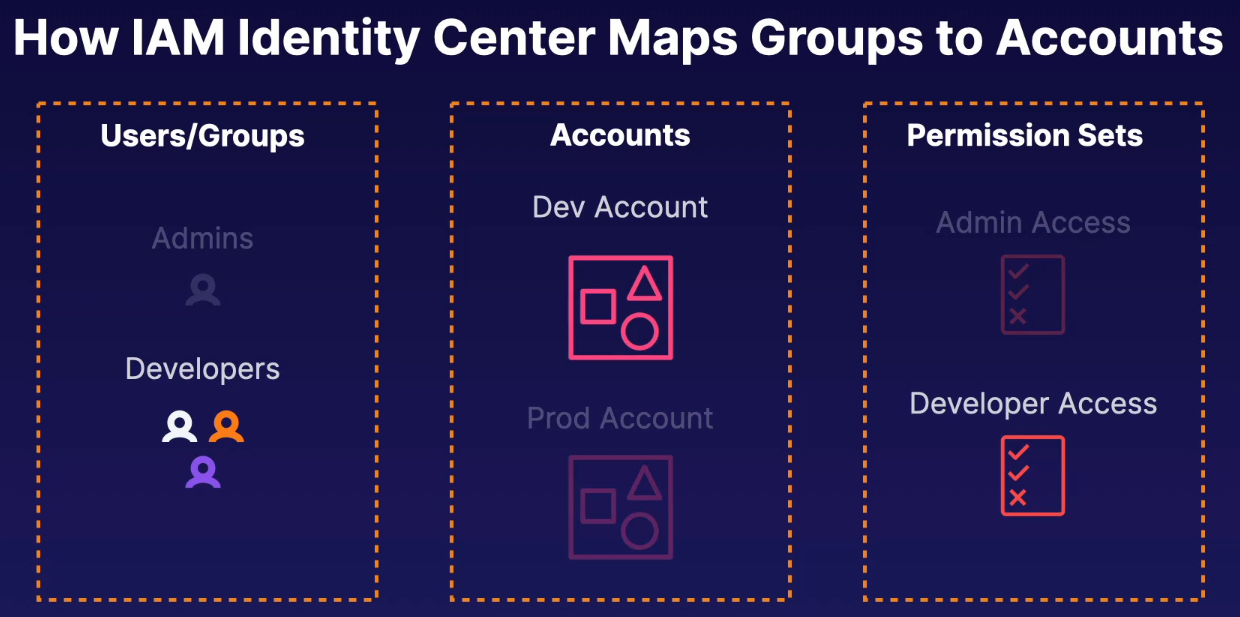 How IAM Identity Center Maps Groups to Accounts
Users/Groups
Admins
Developers
Accounts
Dev Account
Prod Account
Permission Sets
Admin Access
Developer Access